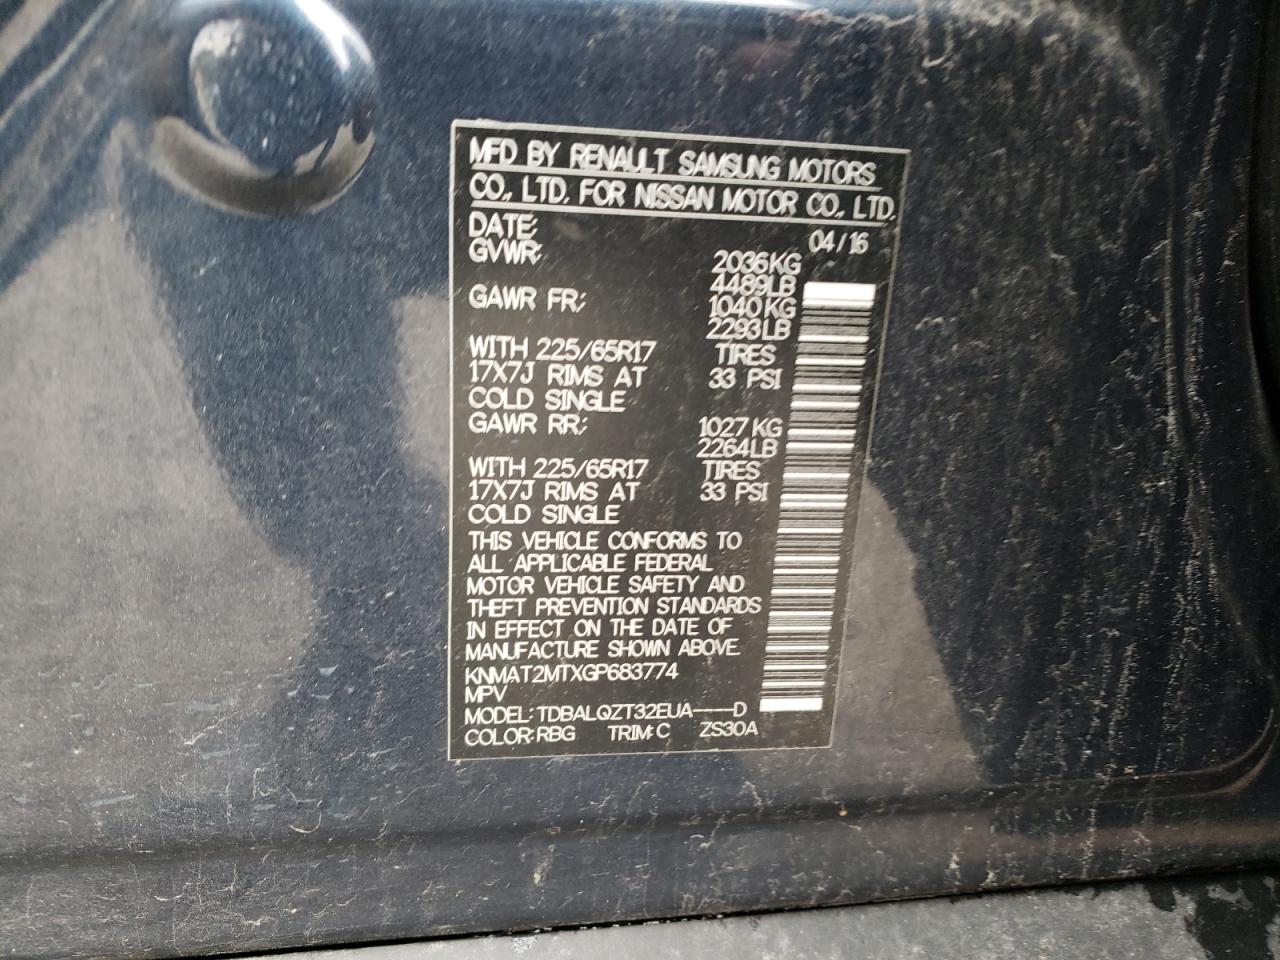 MFD BY RENAULT SAMSUNG MOTORS
CO., LTD. FOR NISSAN MOTOR CO., LTD.
DATE: 04/16
GVWR: 2036KG
4489LB
GAWR FR: 1040KG
2293LB
WITH 225/65R17 TIRES
17X7J RIMS AT 33 PSI
COLD SINGLE
GAWR RR: 1027KG
2264LB
WITH 225/65R17 TIRES
17X7J RIMS AT 33 PSI
COLD SINGLE
THIS VEHICLE CONFORMS TO
ALL APPLICABLE FEDERAL
MOTOR VEHICLE SAFETY AND
THEFT PREVENTION STANDARDS
IN EFFECT ON THE DATE OF
MANUFACTURE SHOWN ABOVE.
KNMAT2MTXGP683774
MPV
MODEL: TDBALQZT32EUA----D
COLOR:RBG TRIM:C ZS30A